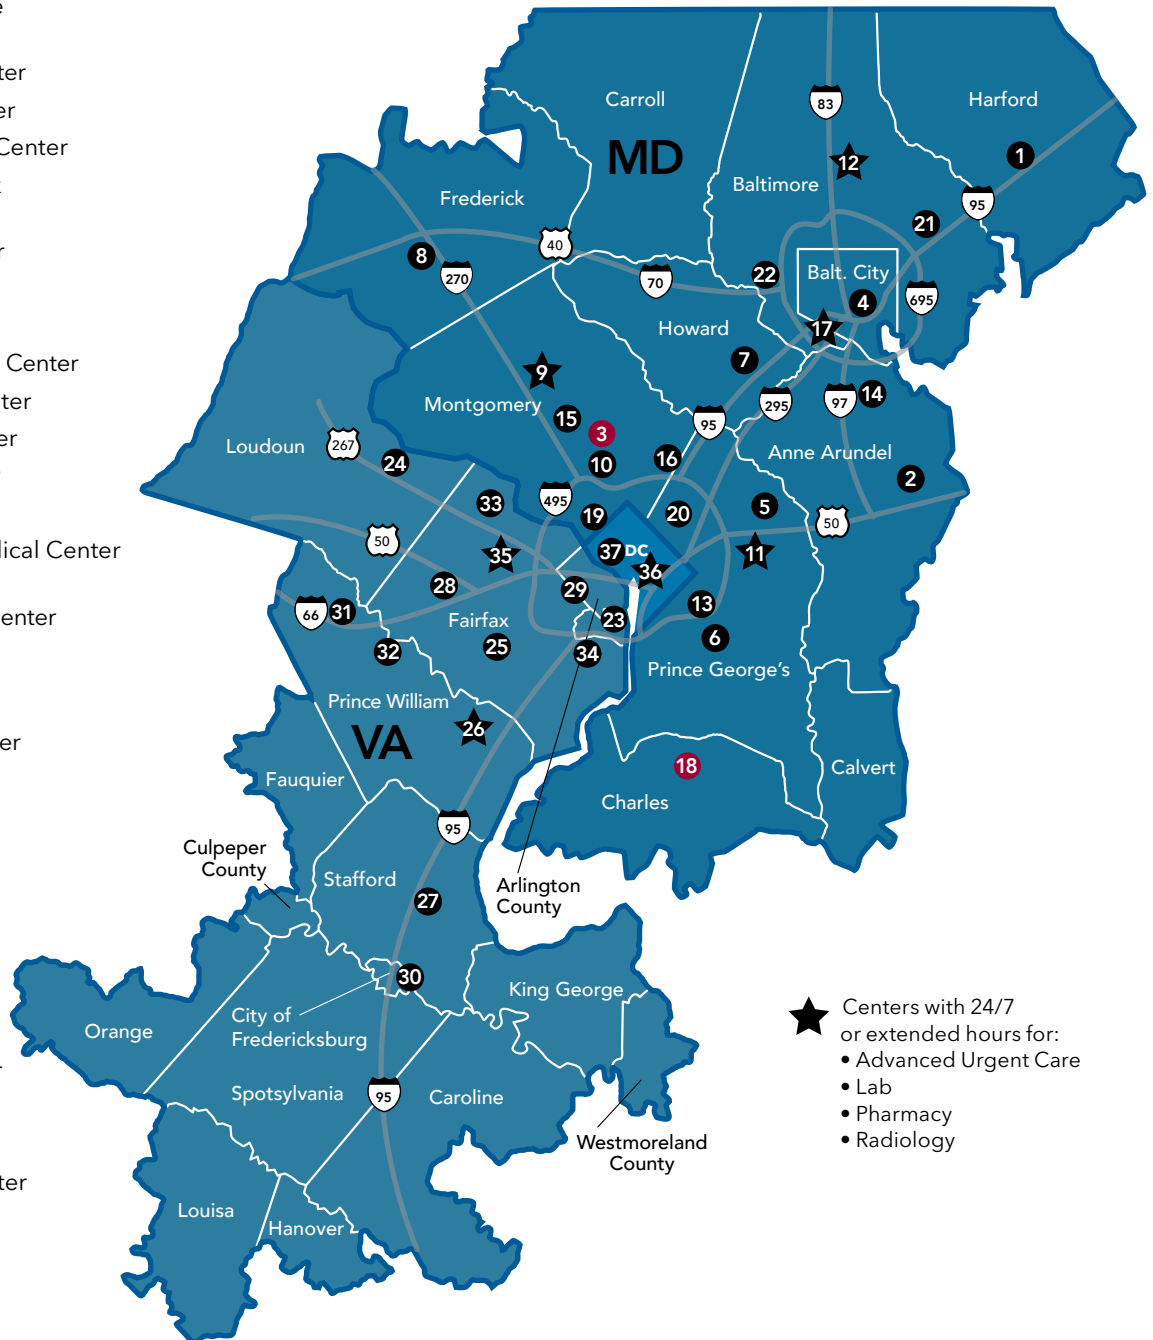 ter
er
Center
r
Center
ter
er
dical Center
enter
er
ter
Carroll
MD
83
Harford
1
12
Baltimore
95
Frederick
21
40
8
270
70
22
Balt. City
4
695
17
Howard
7
9
Montgomery
15
3
10
16
95
295
97
14
Anne Arundel
2
Loudoun
267
24
33
495
19
20
5
50
50
35
37
DC
36
11
28
29
66
31
Fairfax
23
13
32
25
34
6
Prince George's
Prince William
VA
26
18
Calvert
Fauquier
Charles
95
Culpeper
County
Stafford
27
Arlington
County
30
King George
Orange
City of
Fredericksburg
Spotsylvania
95
Caroline
Westmoreland
County
Louisa
Hanover
Centers with 24/7
or extended hours for:
• Advanced Urgent Care
• Lab
• Pharmacy
• Radiology